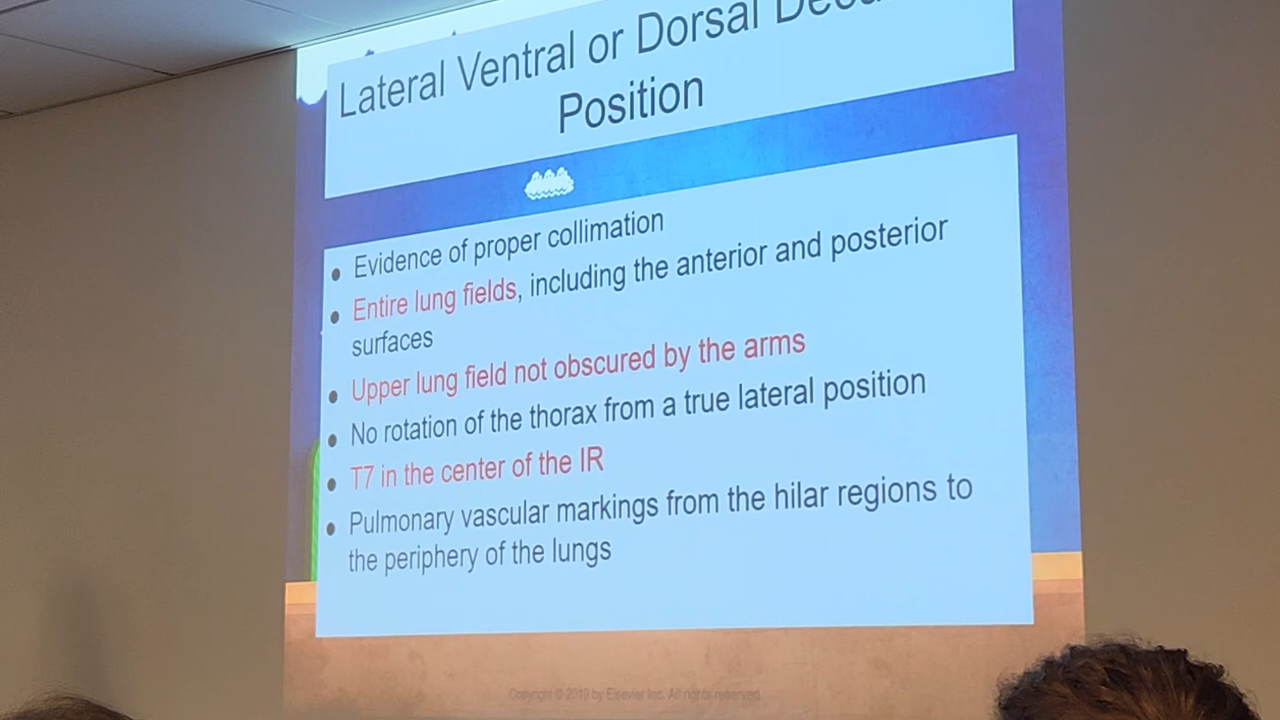 Lateral Ventral or Dorsal
Position
Evidence of proper collimation
Entire lung fields, including the anterior and posterior
surfaces
Upper lung field not obscured by the arms
No rotation of the thorax from a true lateral position
T7 in the center of the IR
Pulmonary vascular markings from the hilar regions to
the periphery of the lungs
Copyright © 2019 by Elsevier Inc. All rights reserved.